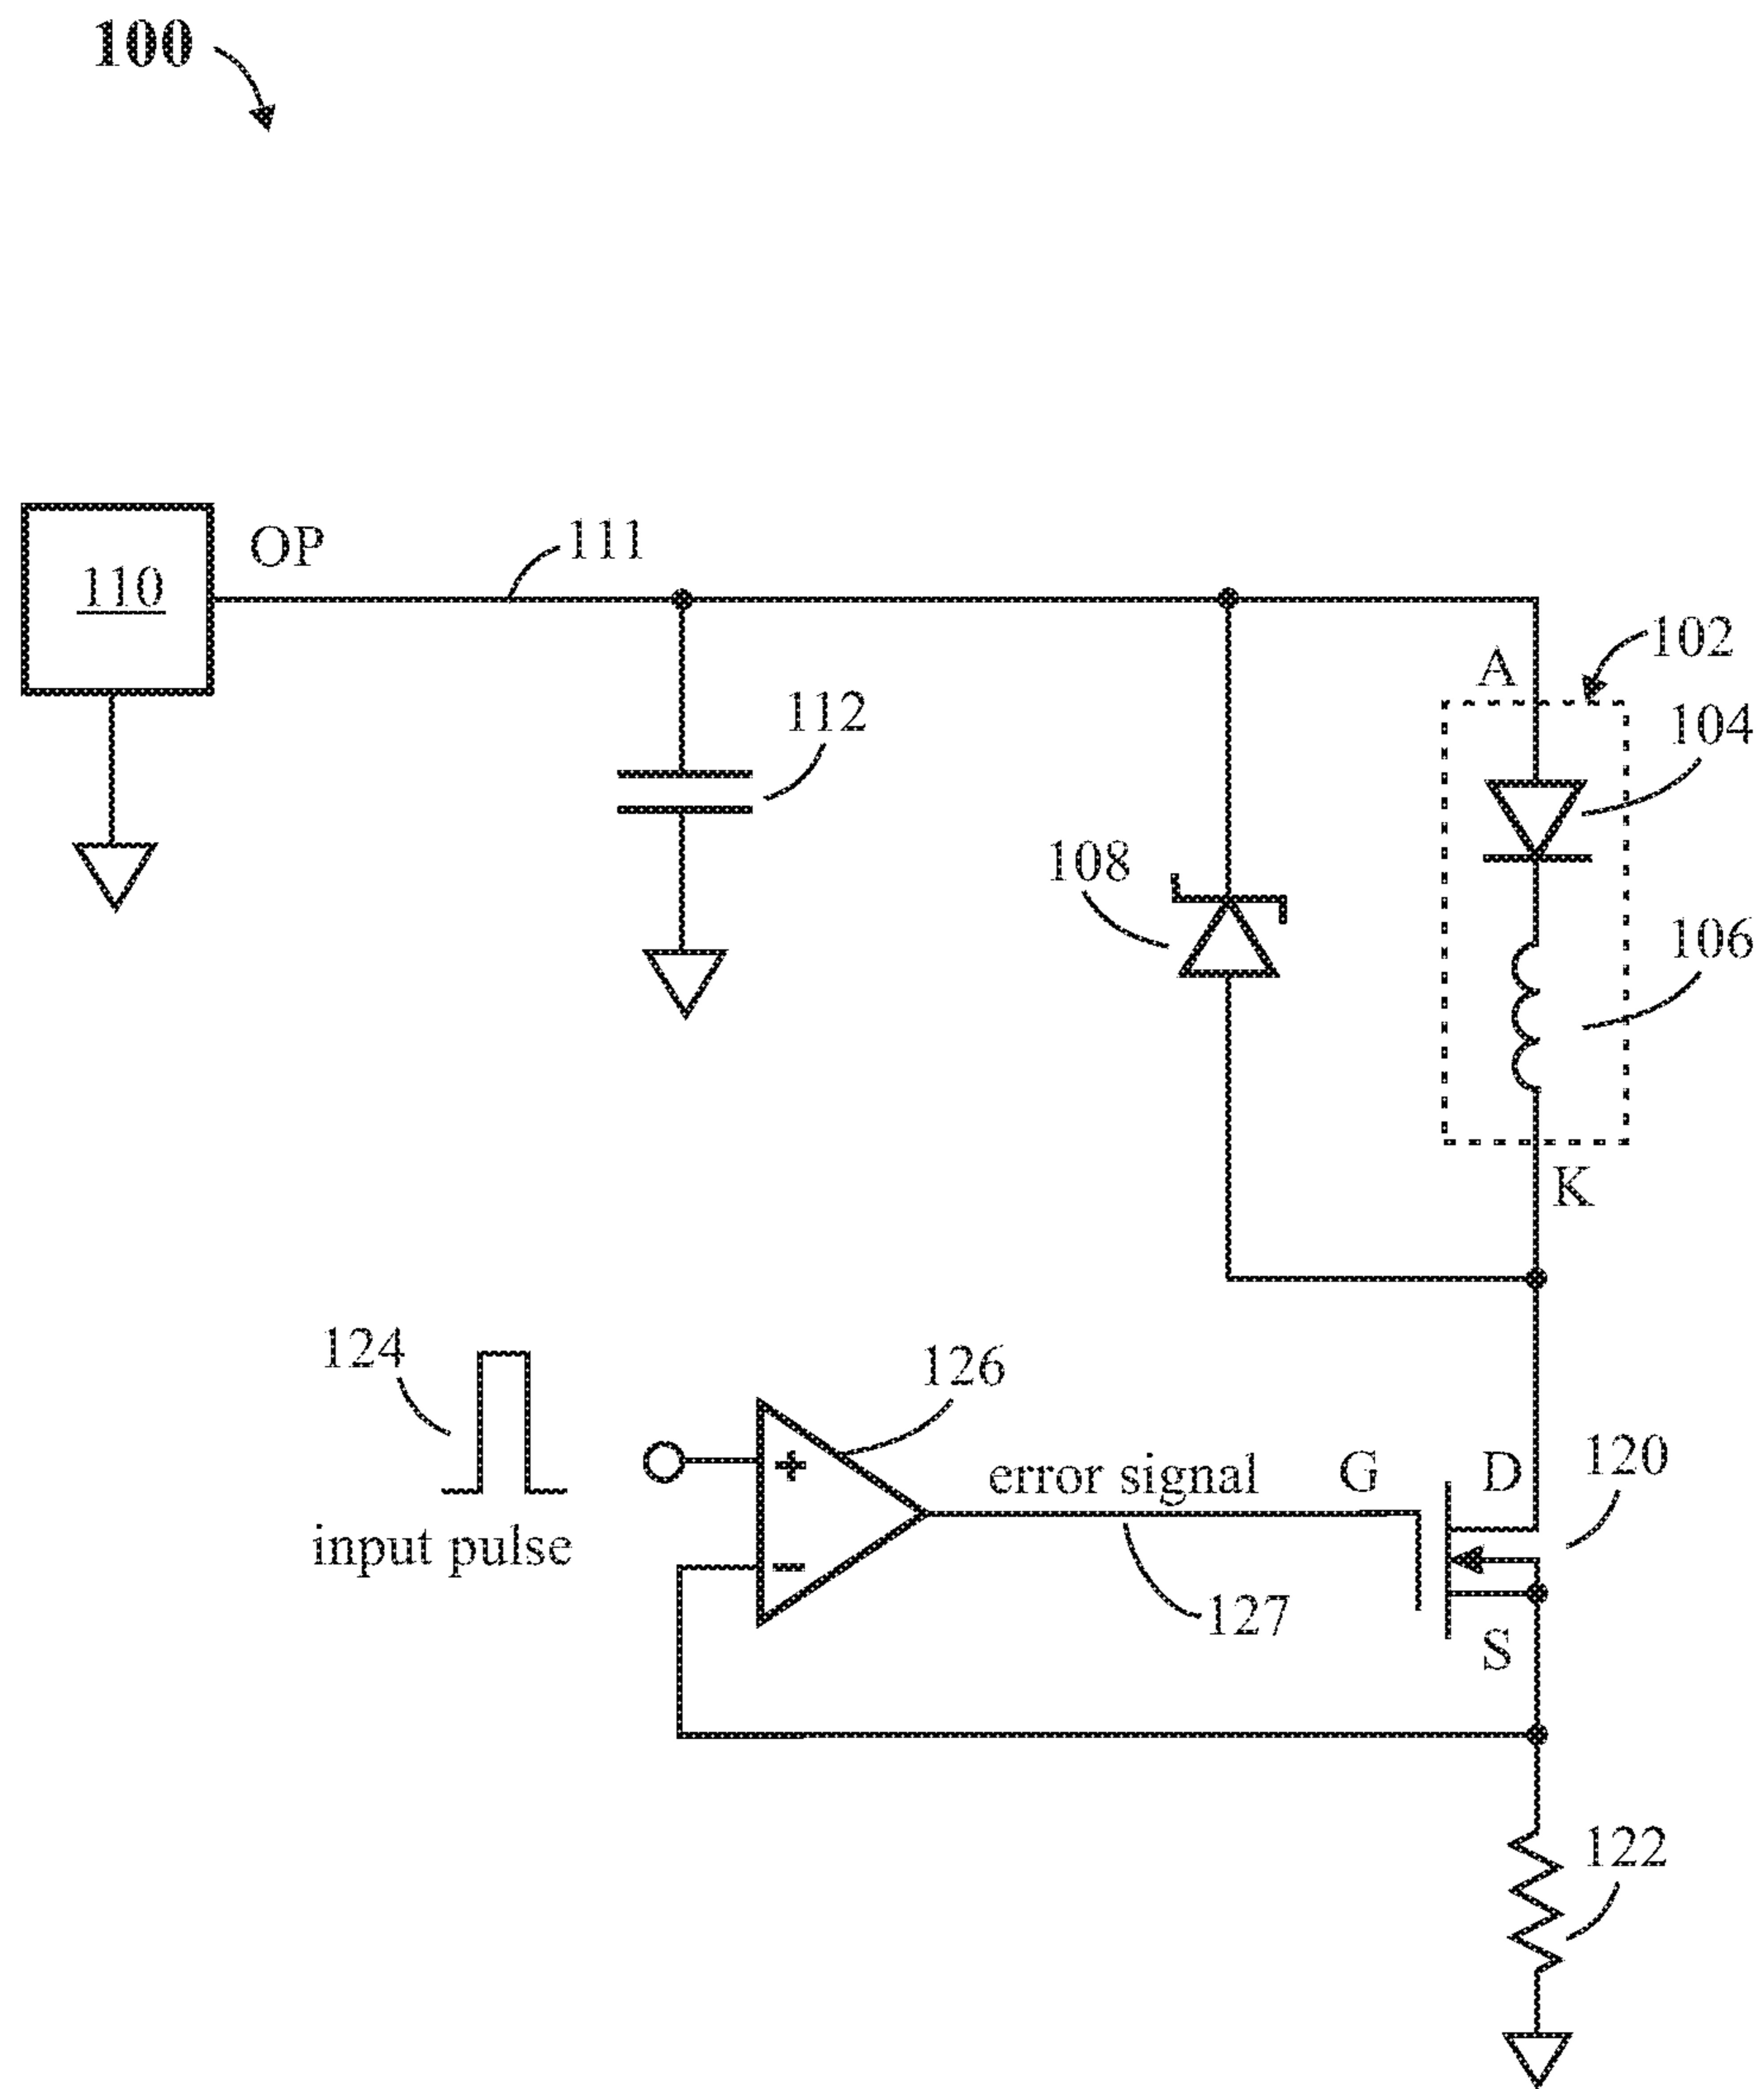 100
OP
111
110
102
A
104
112
108
106
K
124
126
+
error signal
G
D
120
input pulse
−
127
S
122